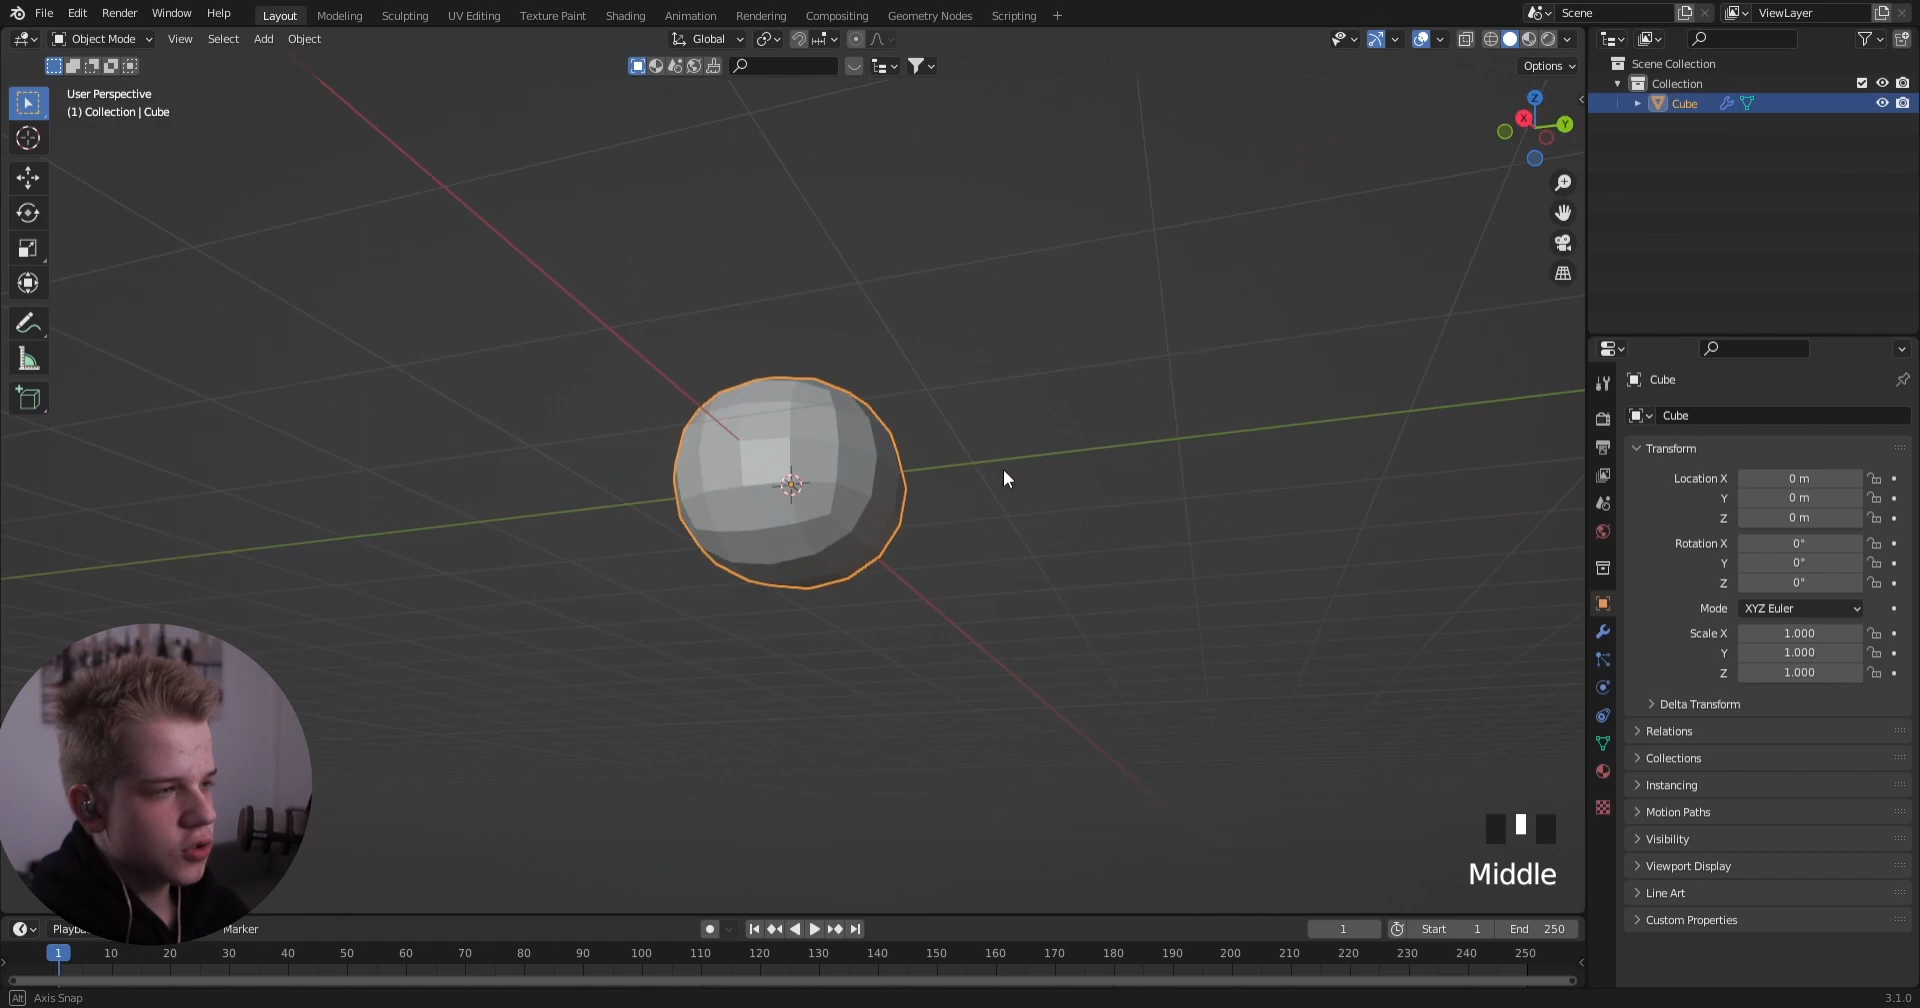 File Edit Render Window Help
Layout Modeling Sculpting UV Editing Texture Paint Shading Animation Rendering Compositing Geometry Nodes Scripting +
Scene
ViewLayer
Object Mode View Select Add Object
Global
Options
User Perspective
(1) Collection | Cube
Z
X
Y
Scene Collection
Collection
Cube
Cube
Cube
Transform
Location X 0 m
Y 0 m
Z 0 m
Rotation X 0°
Y 0°
Z 0°
Mode XYZ Euler
Scale X 1.000
Y 1.000
Z 1.000
Delta Transform
Relations
Collections
Instancing
Motion Paths
Visibility
Viewport Display
Line Art
Custom Properties
Middle
Marker
1
Start 1
End 250
1 10 20 30 40 50 60 70 80 90 100 110 120 130 140 150 160 170 180 190 200 210 220 230 240 250
Alt Axis Snap
3.1.0